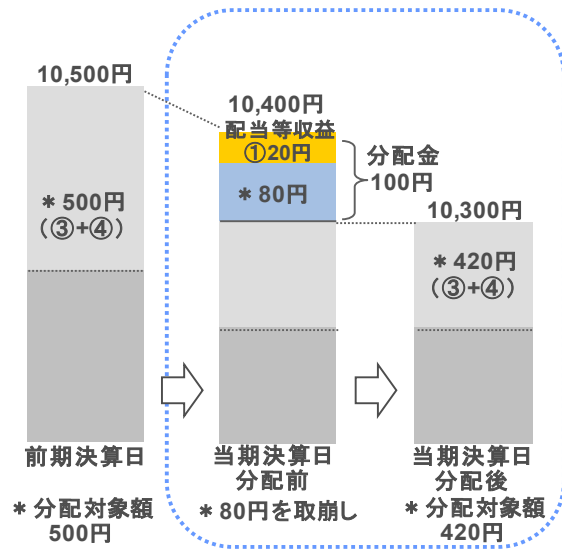 10,500円
＊500円
（③+④）
前期決算日
＊分配対象額
500円
10,400円
配当等収益
①20円
＊80円
分配金
100円
当期決算日
分配前
＊80円を取崩し
10,300円
＊420円
（③+④）
当期決算日
分配後
＊分配対象額
420円